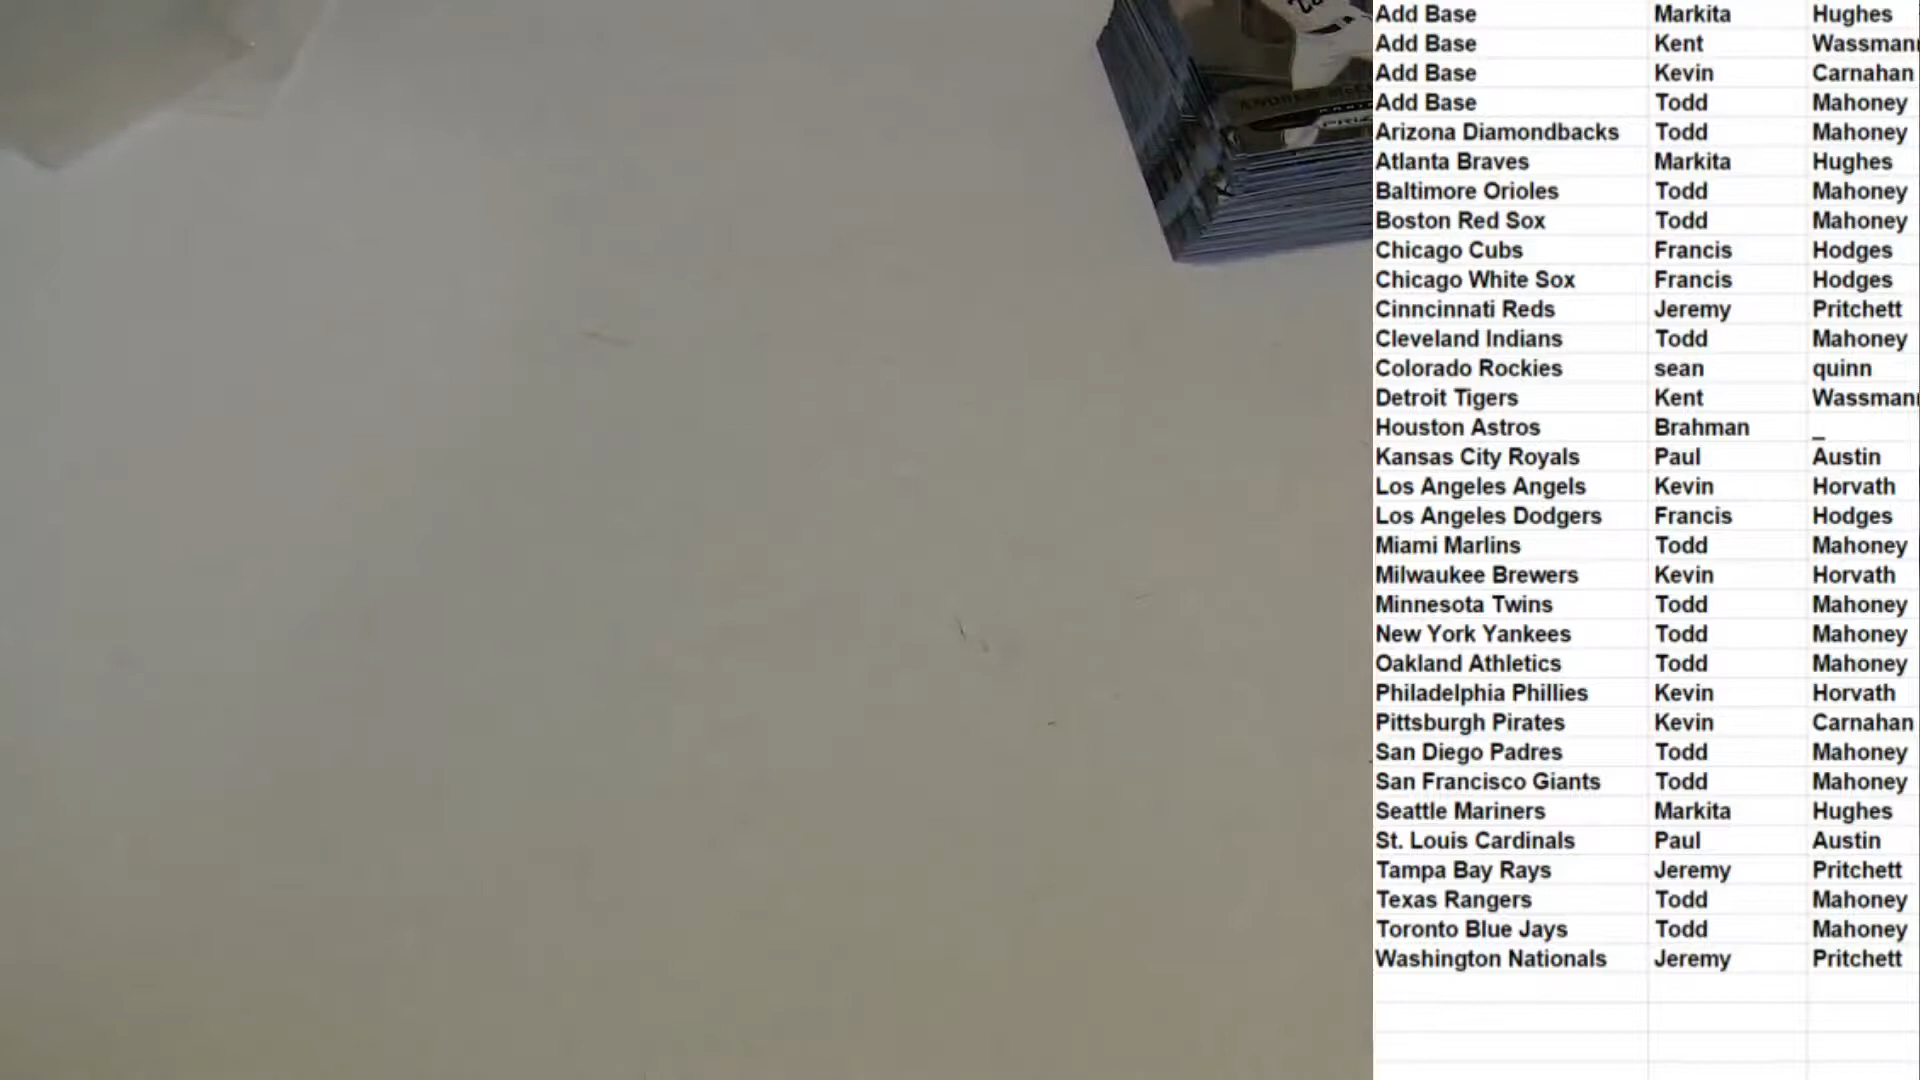 Add Base Markita Hughes
Add Base Kent Wassmann
Add Base Kevin Carnahan
Add Base Todd Mahoney
Arizona Diamondbacks Todd Mahoney
Atlanta Braves Markita Hughes
Baltimore Orioles Todd Mahoney
Boston Red Sox Todd Mahoney
Chicago Cubs Francis Hodges
Chicago White Sox Francis Hodges
Cinncinnati Reds Jeremy Pritchett
Cleveland Indians Todd Mahoney
Colorado Rockies sean quinn
Detroit Tigers Kent Wassmann
Houston Astros Brahman _
Kansas City Royals Paul Austin
Los Angeles Angels Kevin Horvath
Los Angeles Dodgers Francis Hodges
Miami Marlins Todd Mahoney
Milwaukee Brewers Kevin Horvath
Minnesota Twins Todd Mahoney
New York Yankees Todd Mahoney
Oakland Athletics Todd Mahoney
Philadelphia Phillies Kevin Horvath
Pittsburgh Pirates Kevin Carnahan
San Diego Padres Todd Mahoney
San Francisco Giants Todd Mahoney
Seattle Mariners Markita Hughes
St. Louis Cardinals Paul Austin
Tampa Bay Rays Jeremy Pritchett
Texas Rangers Todd Mahoney
Toronto Blue Jays Todd Mahoney
Washington Nationals Jeremy Pritchett
ANDREW